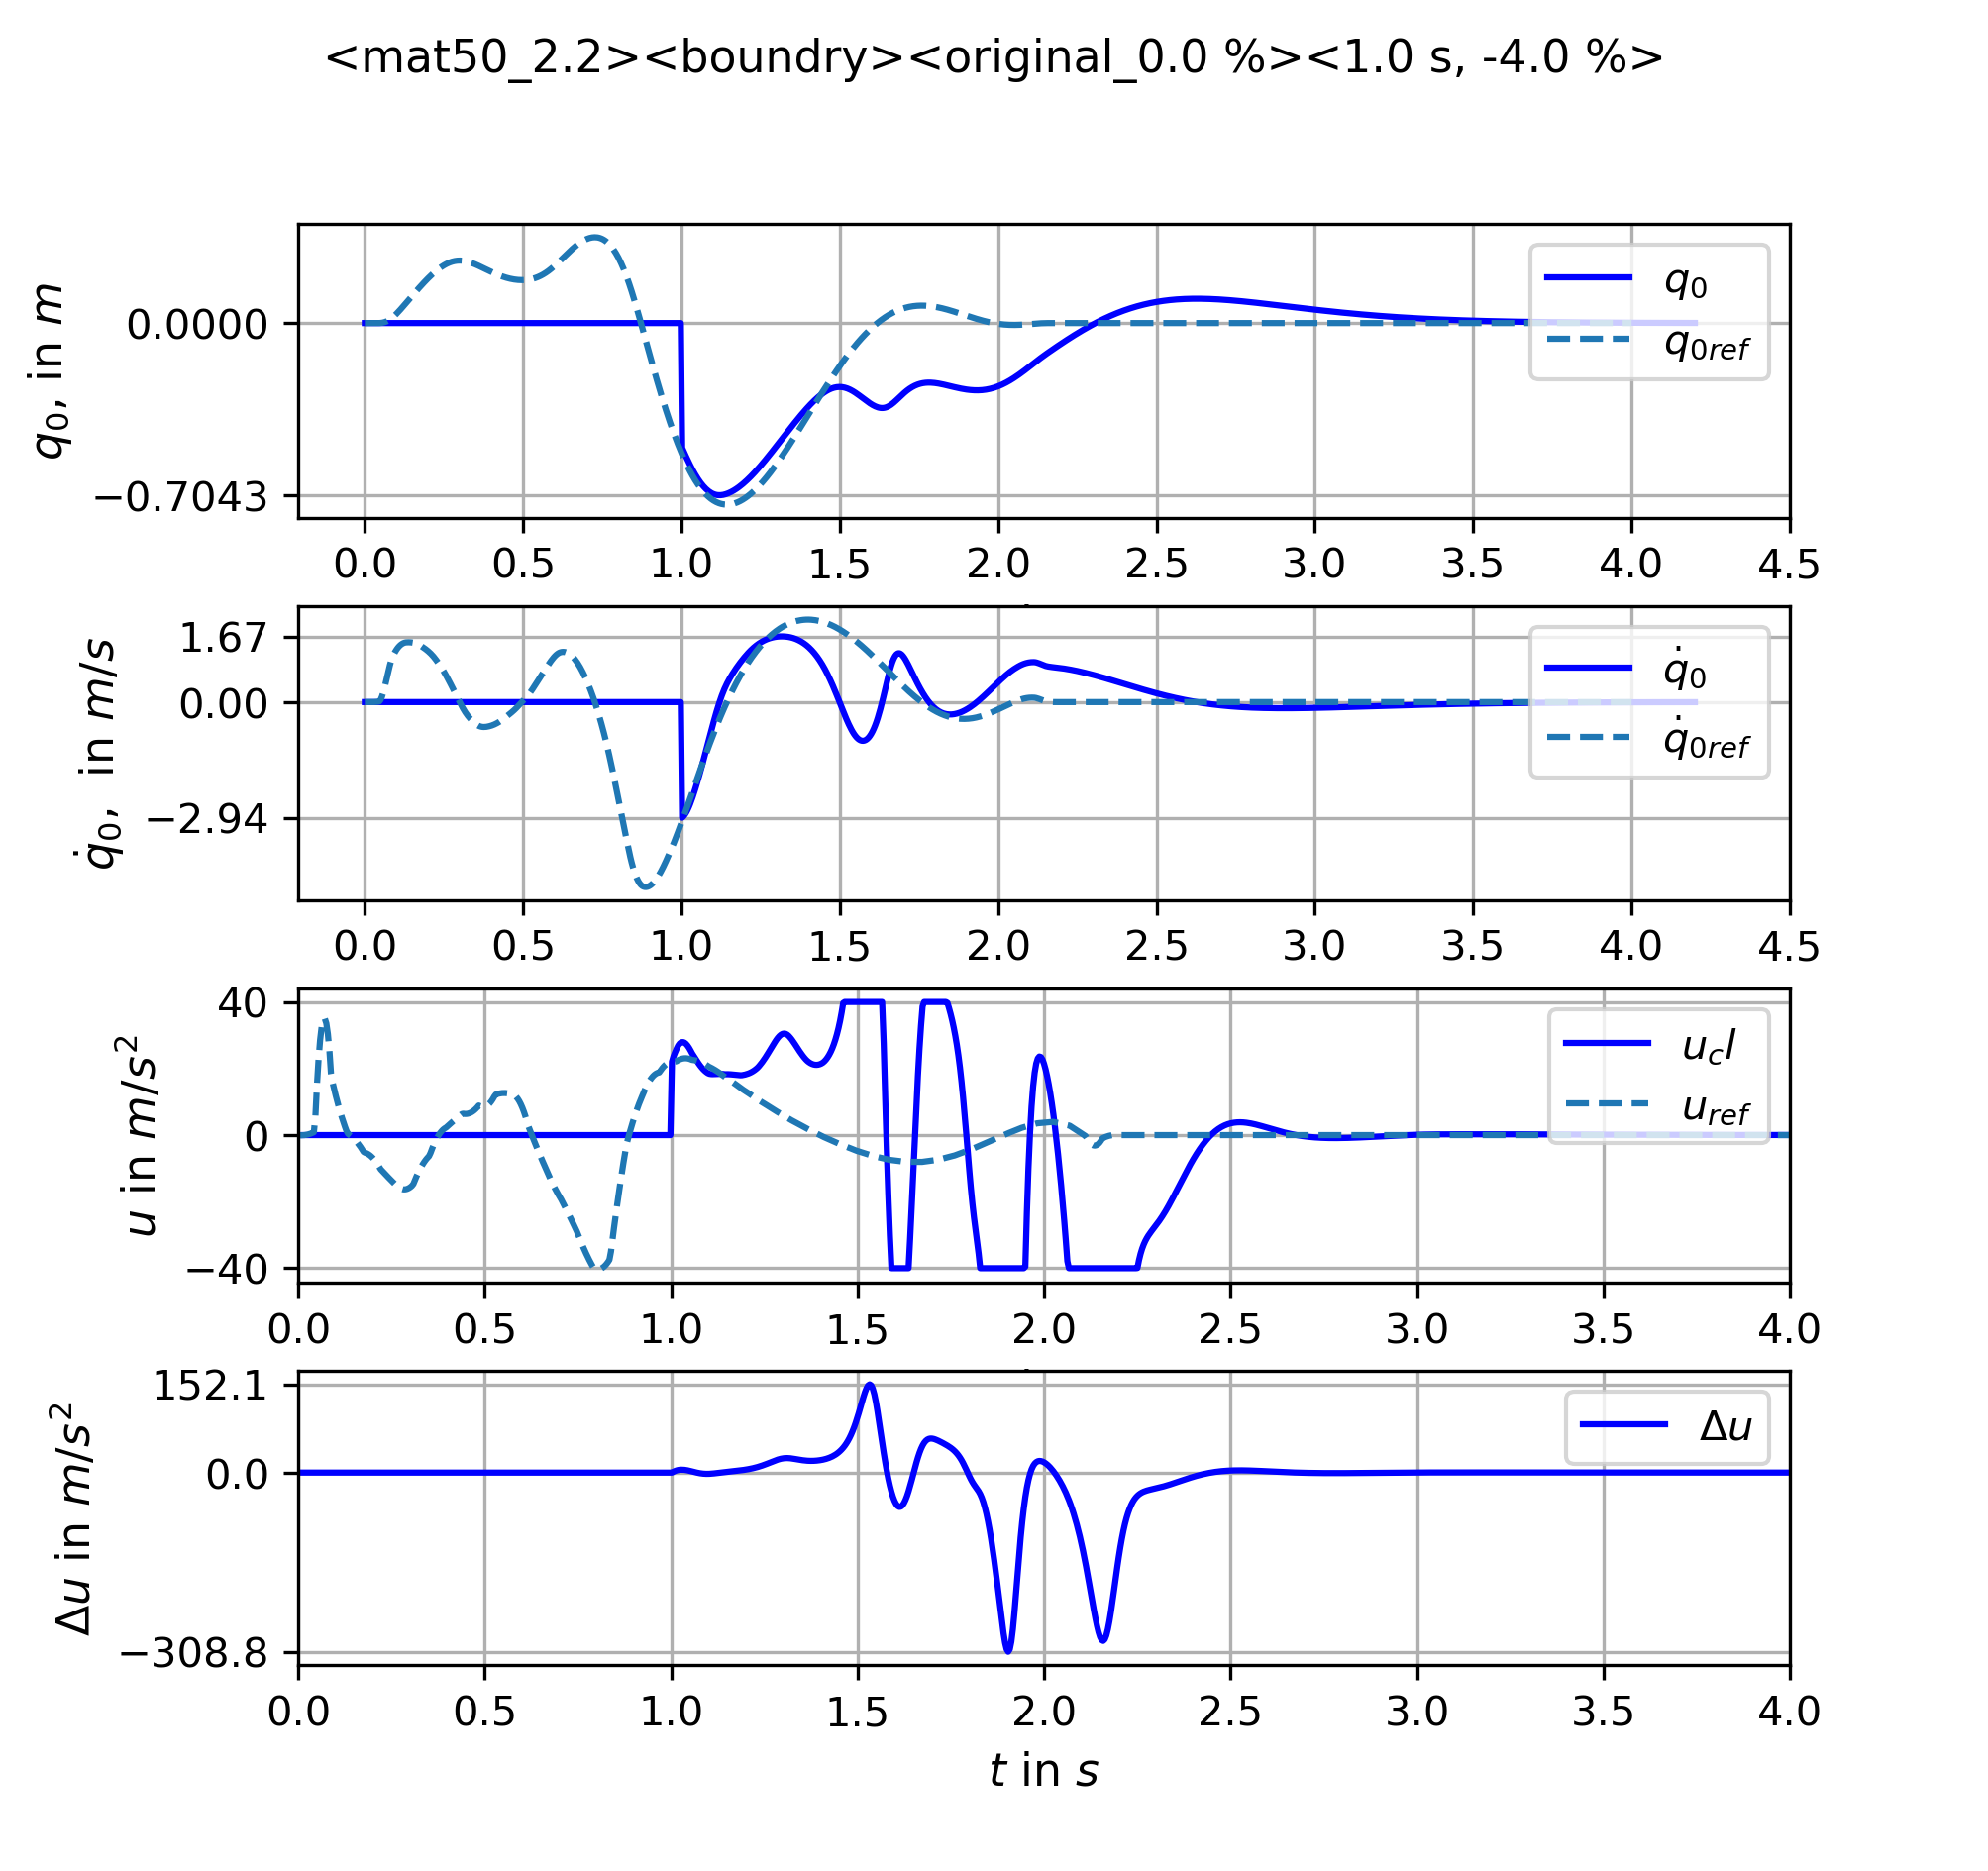 <mat50_2.2><boundry><original_0.0 %><1.0 s, -4.0 %>
q₀, in m
0.0000
−0.7043
q₀
q₀ref
0.0 0.5 1.0 1.5 2.0 2.5 3.0 3.5 4.0 4.5
q̇₀, in m/s
1.67
0.00
−2.94
q̇₀
q̇₀ref
0.0 0.5 1.0 1.5 2.0 2.5 3.0 3.5 4.0 4.5
u in m/s²
40
0
−40
u_cl
u_ref
0.0 0.5 1.0 1.5 2.0 2.5 3.0 3.5 4.0
Δu in m/s²
152.1
0.0
−308.8
Δu
0.0 0.5 1.0 1.5 2.0 2.5 3.0 3.5 4.0
t in s